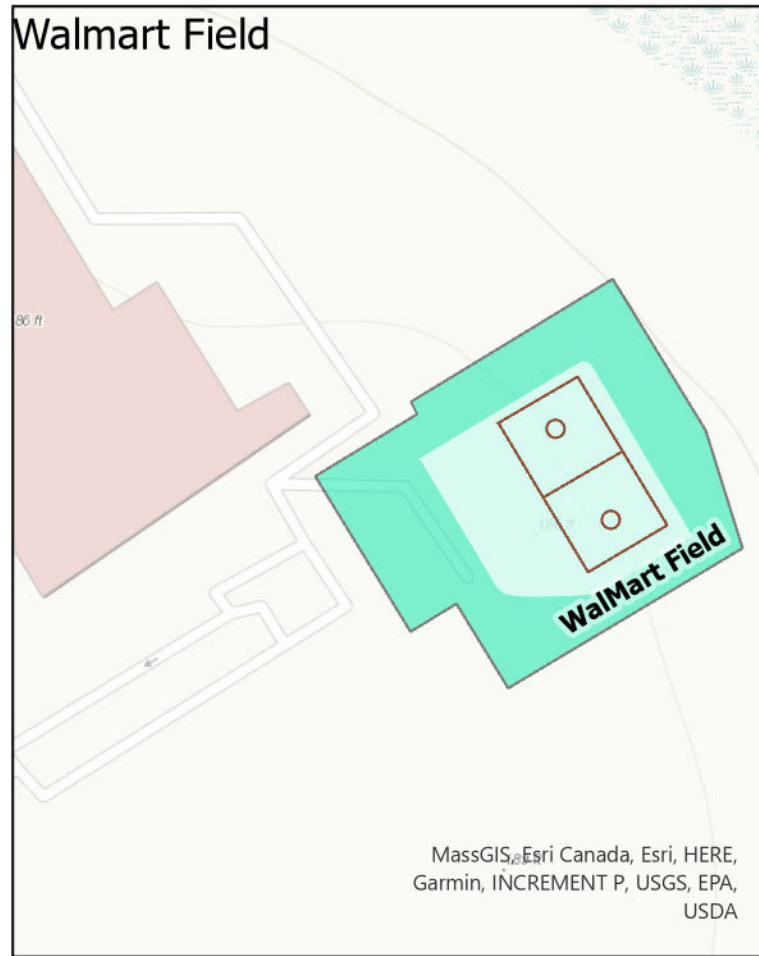 Walmart Field
86 ft
WalMart Field
MassGIS, Esri Canada, Esri, HERE,
Garmin, INCREMENT P, USGS, EPA,
USDA